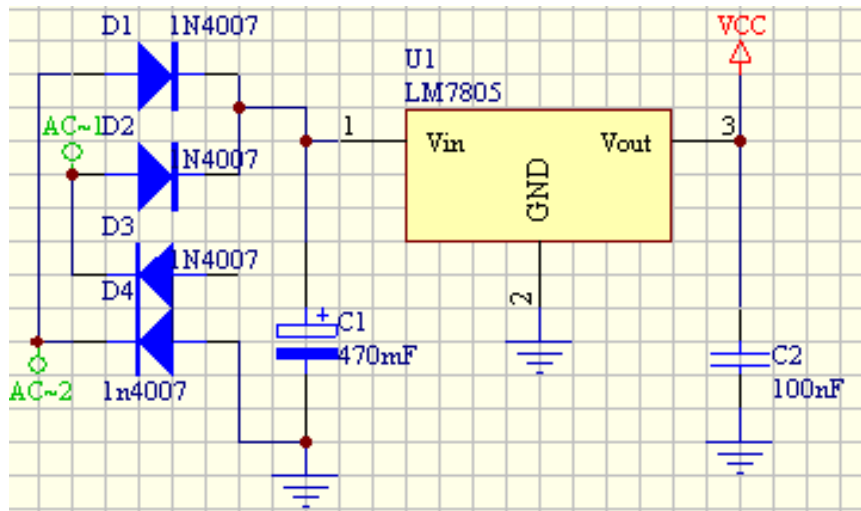 D1 1N4007
VCC
U1
LM7805
AC~1
D2
1
Vin
Vout
3
1N4007
GND
D3
1N4007
D4
2
+
C1
470mF
C2
AC~2
1n4007
100nF